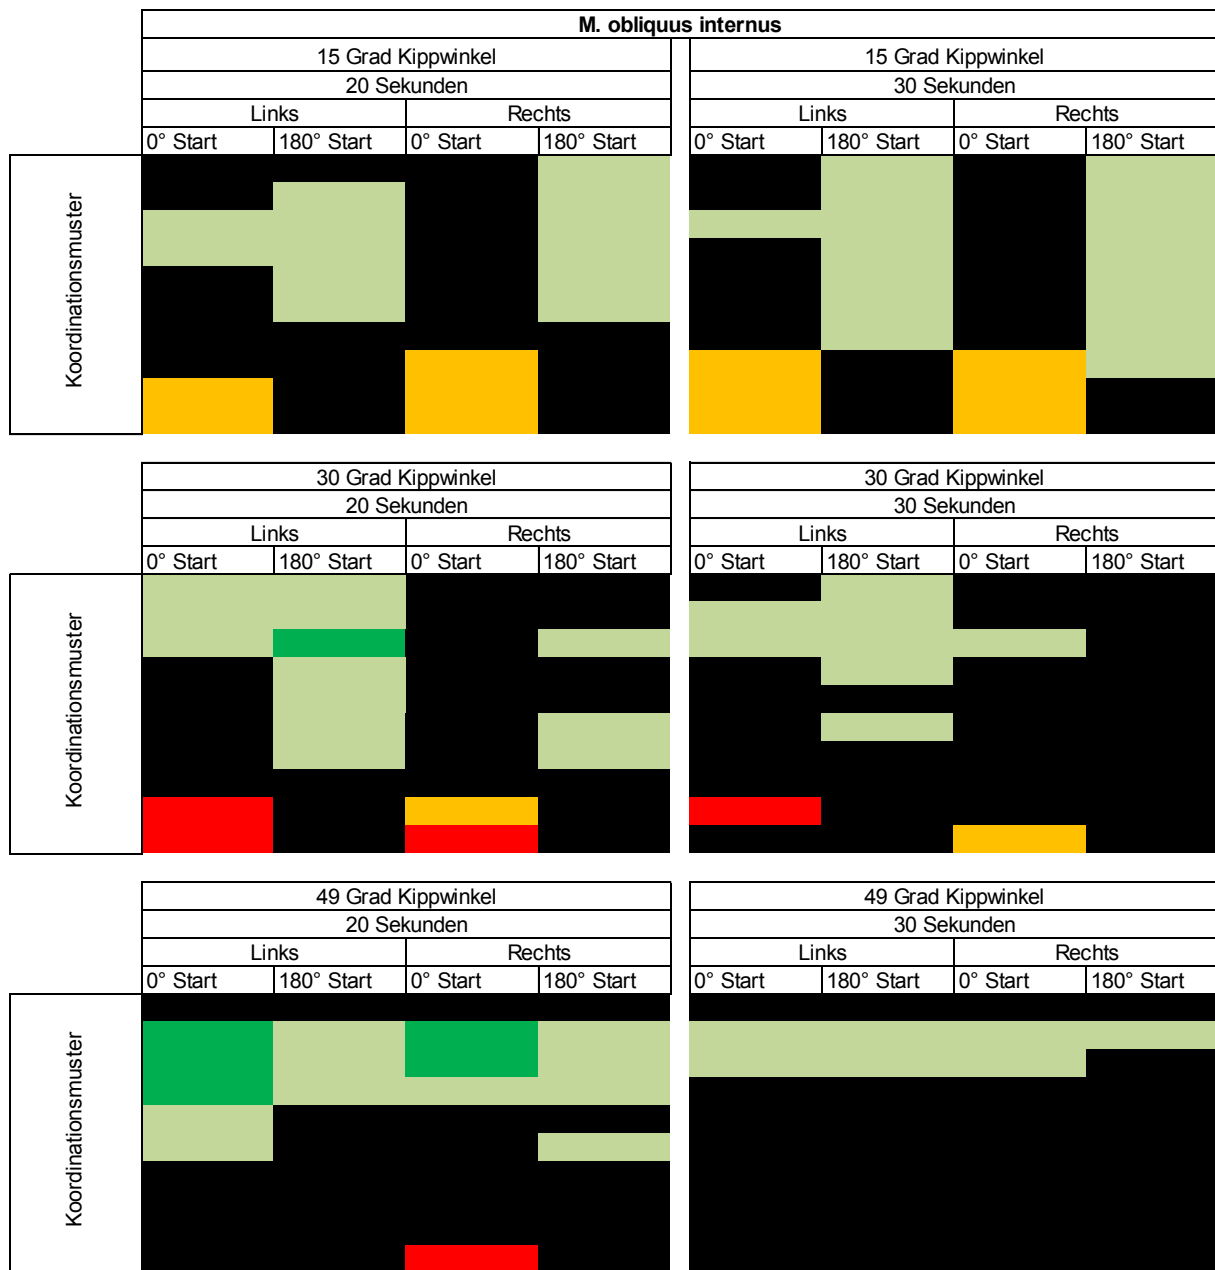 M. obliquus internus
15 Grad Kippwinkel 15 Grad Kippwinkel
20 Sekunden 30 Sekunden
Links Rechts Links Rechts
0° Start 180° Start 0° Start 180° Start 0° Start 180° Start 0° Start 180° Start
Koordinationsmuster
30 Grad Kippwinkel 30 Grad Kippwinkel
20 Sekunden 30 Sekunden
Links Rechts Links Rechts
0° Start 180° Start 0° Start 180° Start 0° Start 180° Start 0° Start 180° Start
Koordinationsmuster
49 Grad Kippwinkel 49 Grad Kippwinkel
20 Sekunden 30 Sekunden
Links Rechts Links Rechts
0° Start 180° Start 0° Start 180° Start 0° Start 180° Start 0° Start 180° Start
Koordinationsmuster